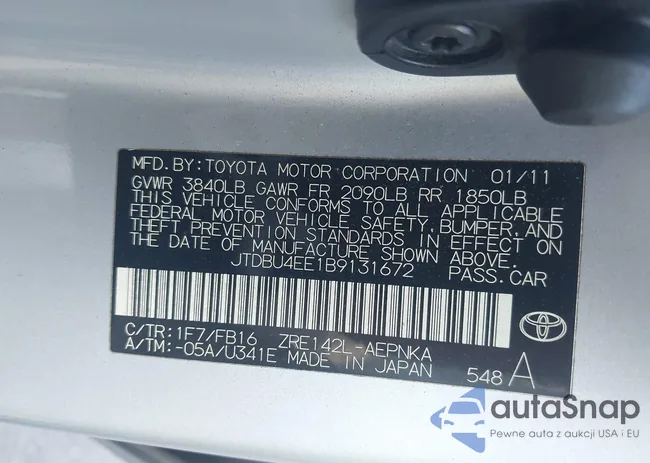 MFD. BY: TOYOTA MOTOR CORPORATION 01/11
GVWR 3840LB GAWR FR 2090LB RR 1850LB
THIS VEHICLE CONFORMS TO ALL APPLICABLE
FEDERAL MOTOR VEHICLE SAFETY, BUMPER, AND
THEFT PREVENTION STANDARDS IN EFFECT ON
THE DATE OF MANUFACTURE SHOWN ABOVE.
JTDBU4EE1B9131672 PASS.CAR
C/TR:1F7/FB16 ZRE142L-AEPNKA
A/TM:-05A/U341E MADE IN JAPAN 548 A
autaSnap
Pewne auta z aukcji USA i EU